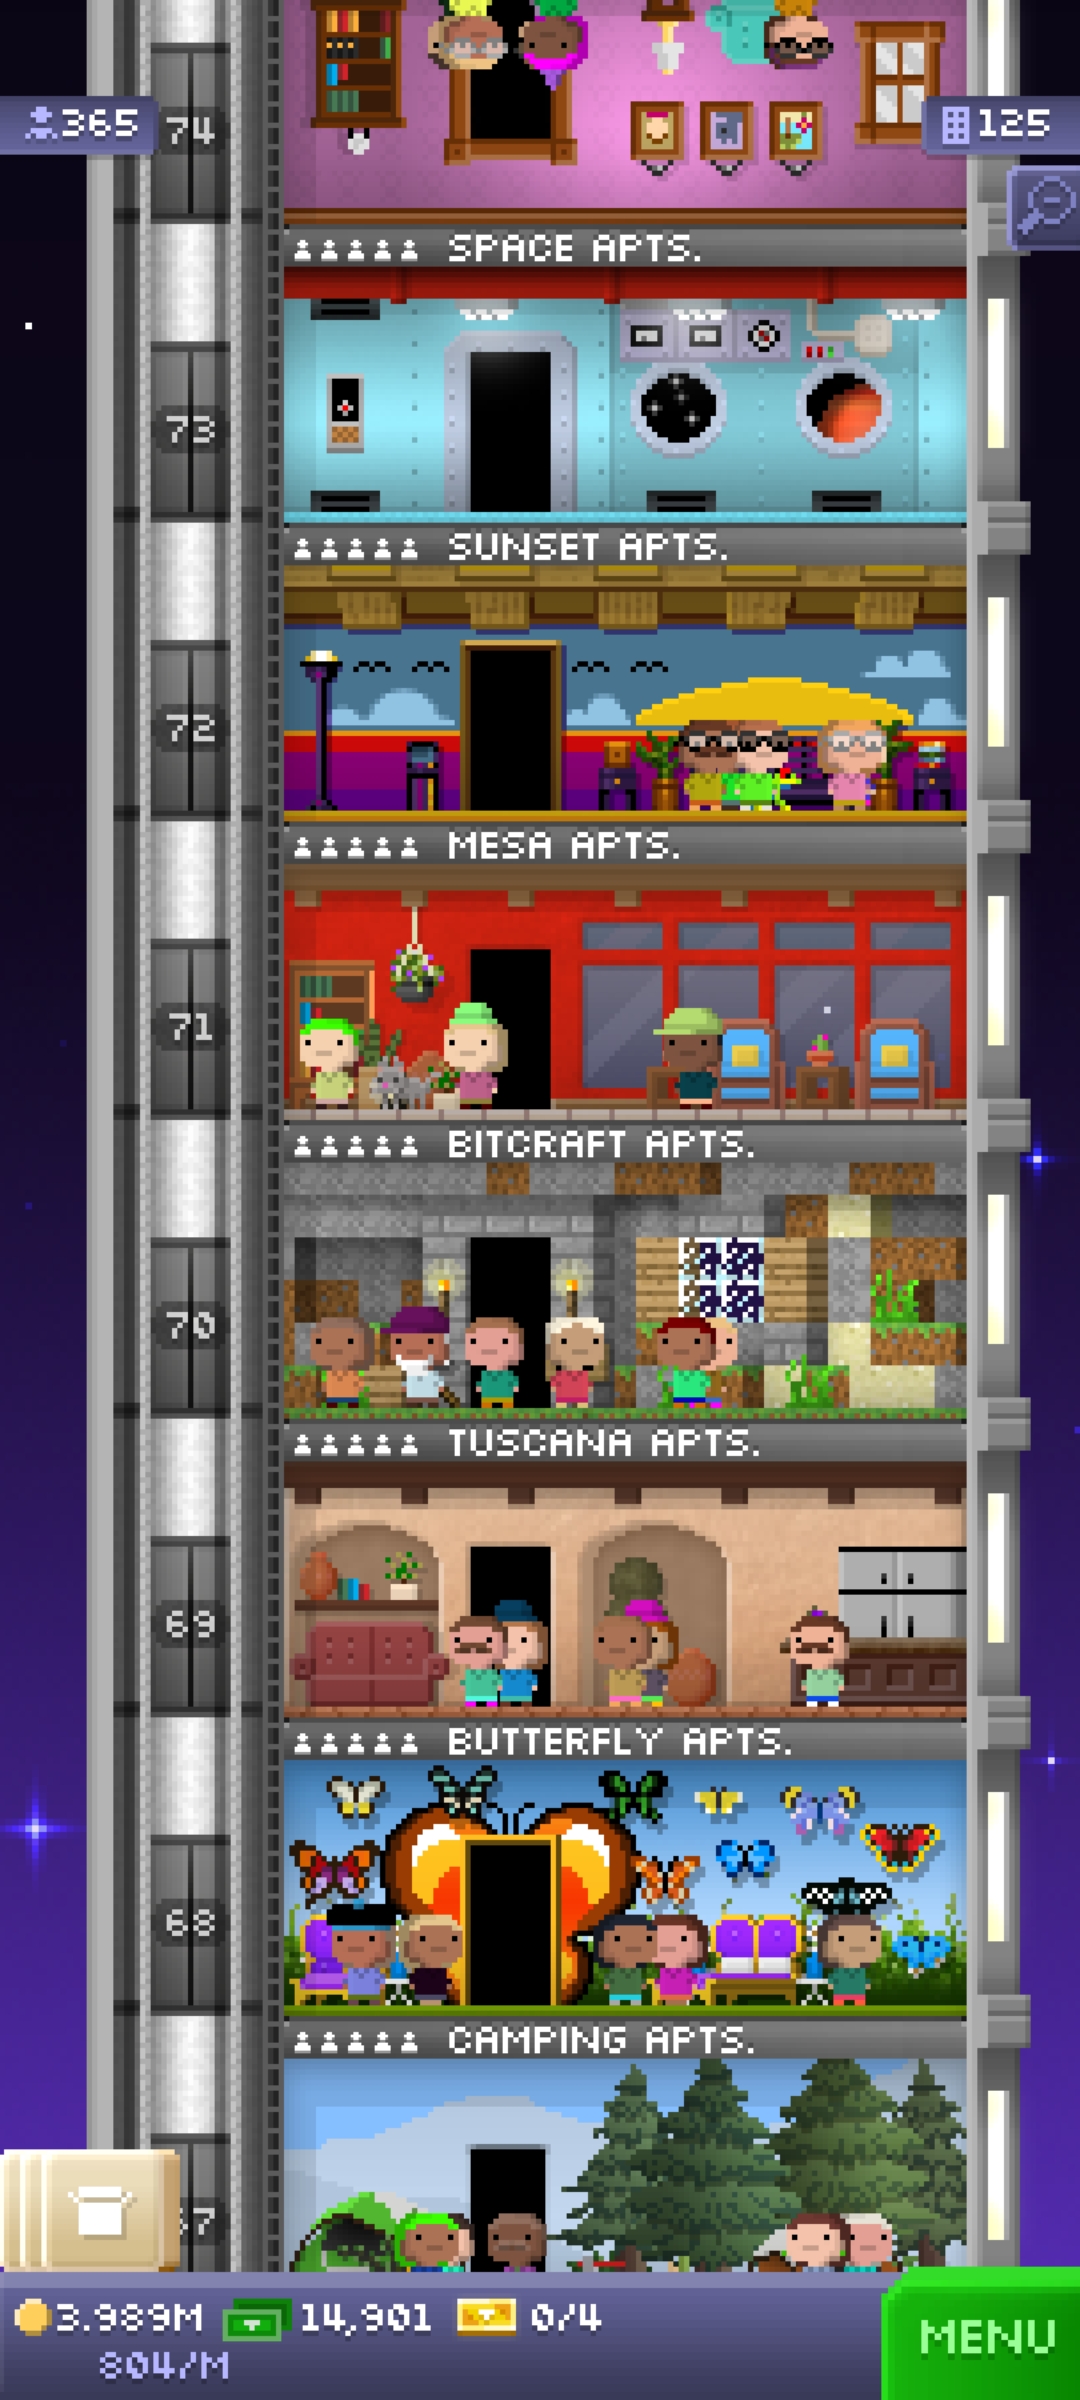 365
74
125
SPACE APTS.
73
SUNSET APTS.
72
MESA APTS.
71
BITCRAFT APTS.
70
TUSCANA APTS.
69
BUTTERFLY APTS.
68
CAMPING APTS.
67
3.989M 14,901 0/4
804/M
MENU